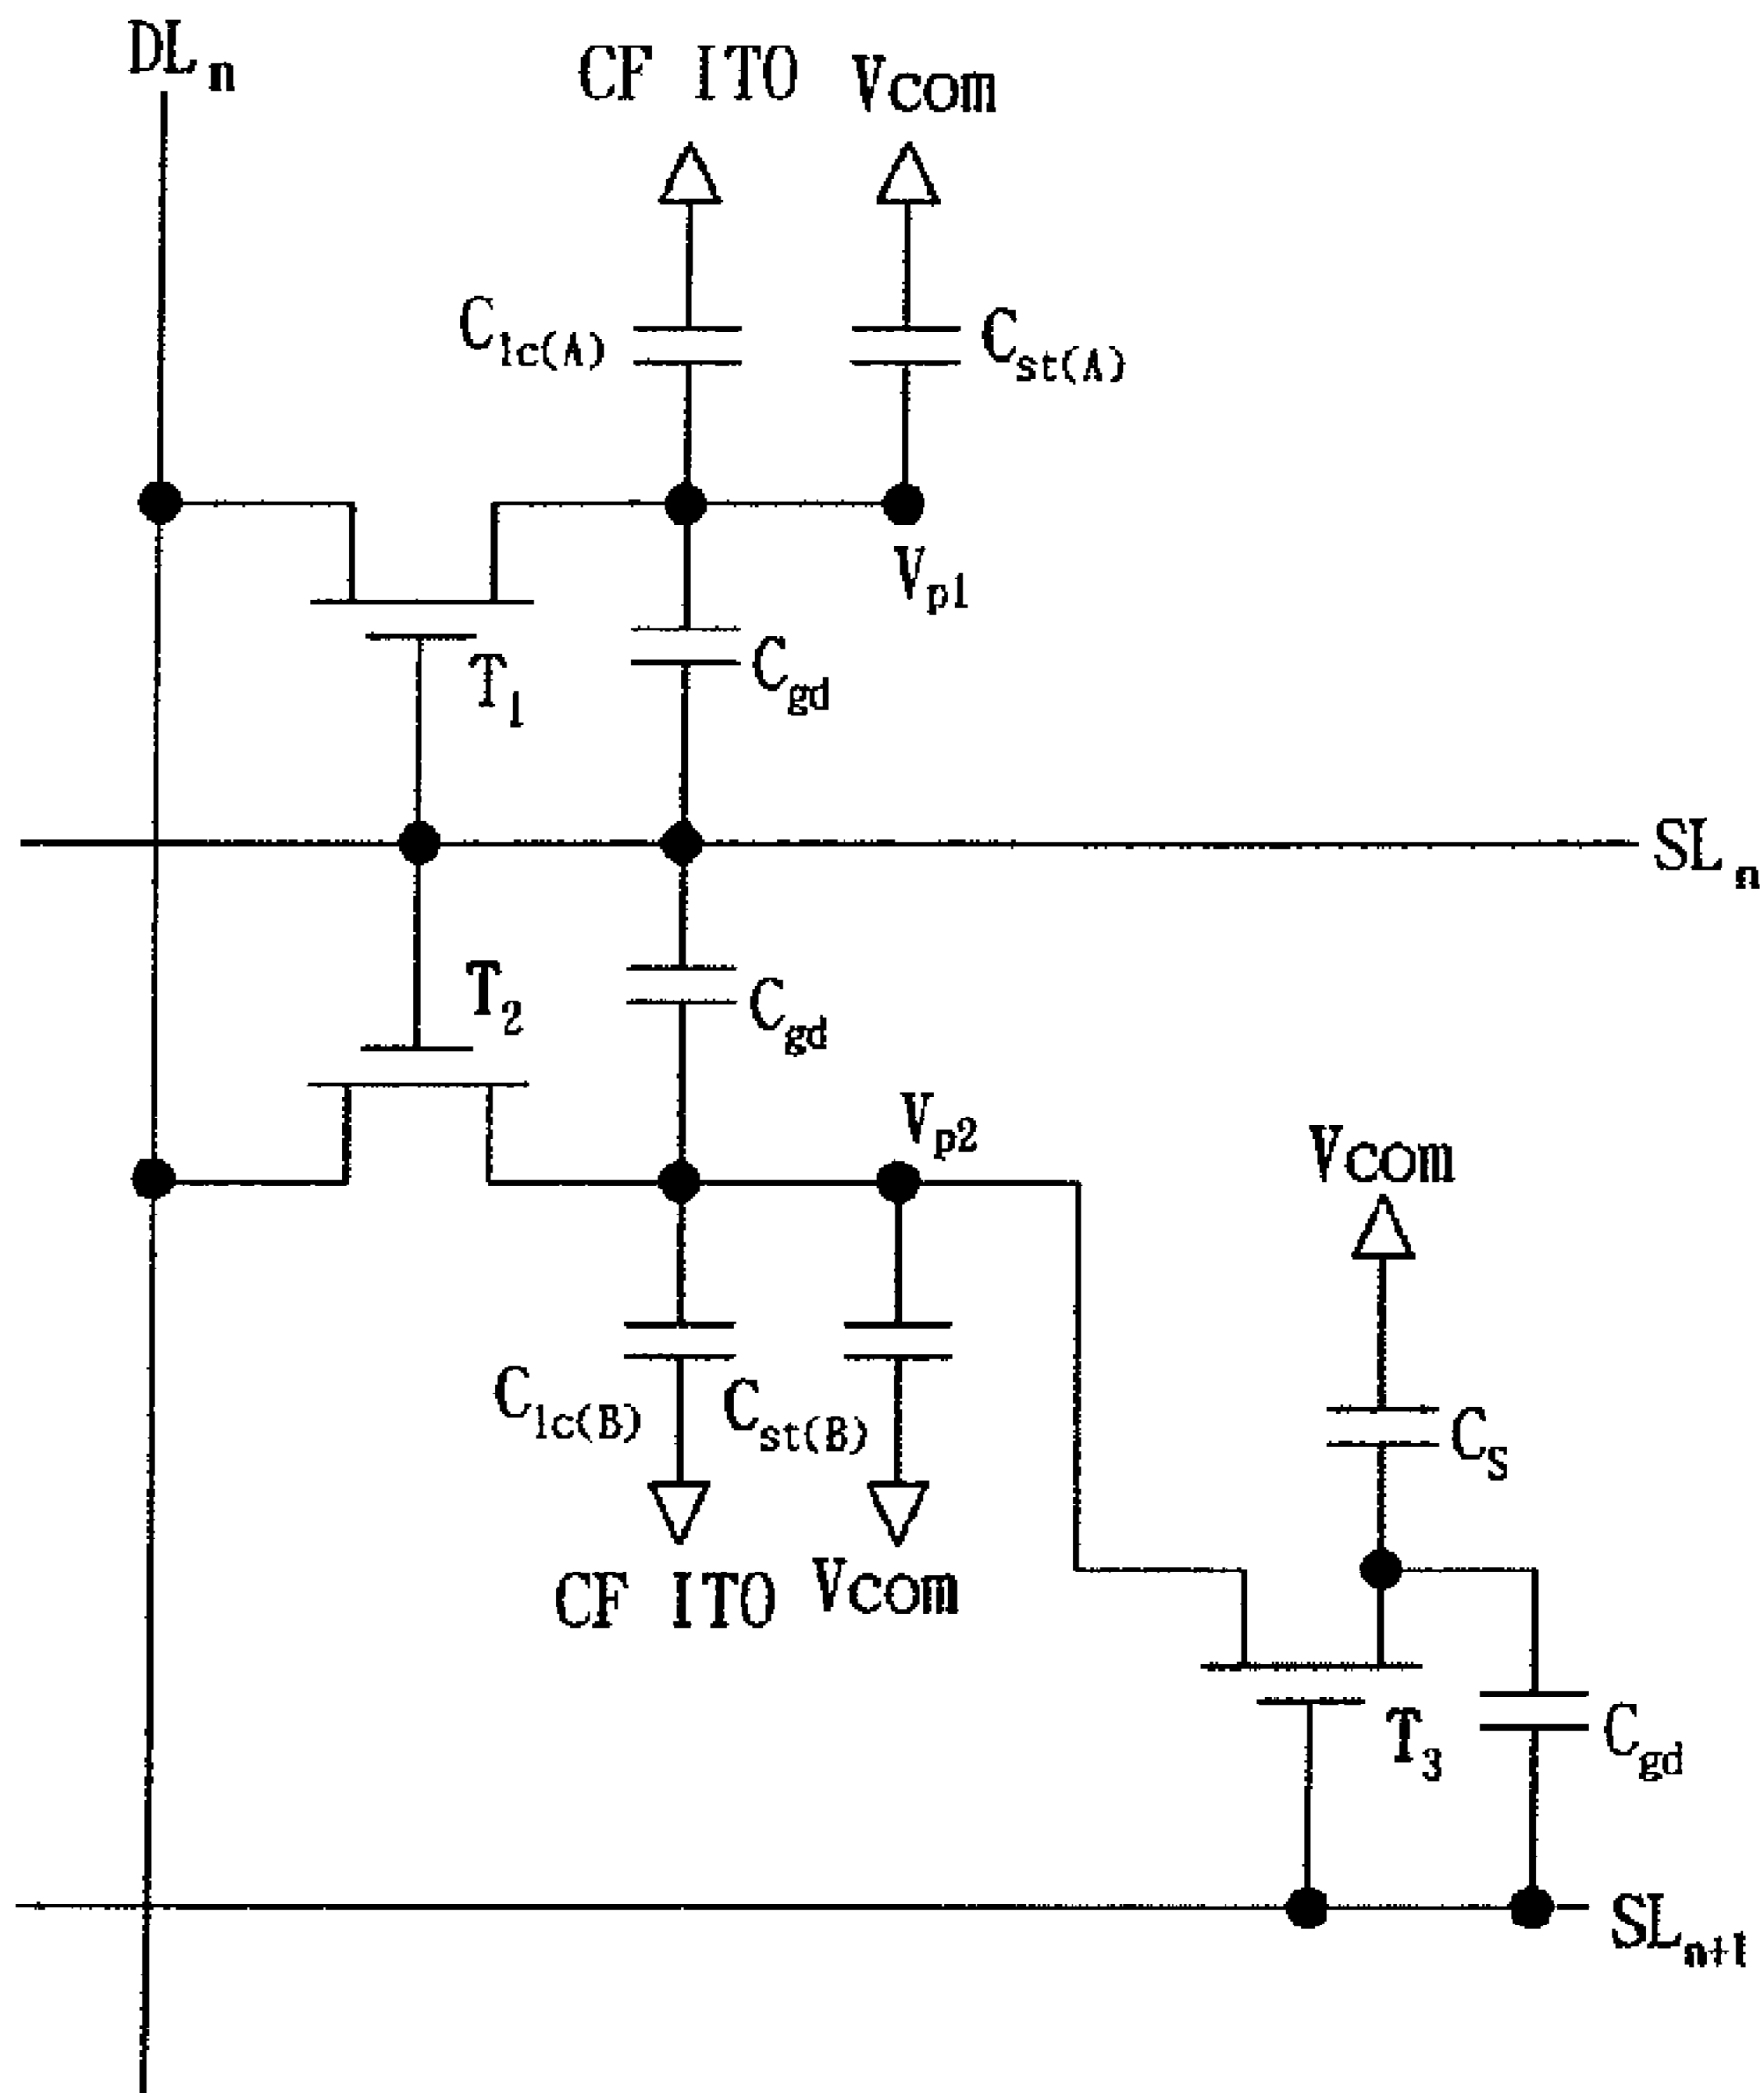 DLn
CF ITO Vcom
Clc(A)
Cst(A)
Vp1
T1
Cgd
SLn
T2
Cgd
Vp2
Vcom
Clc(B)
Cst(B)
CS
CF ITO Vcom
T3
Cgd
SLn+1